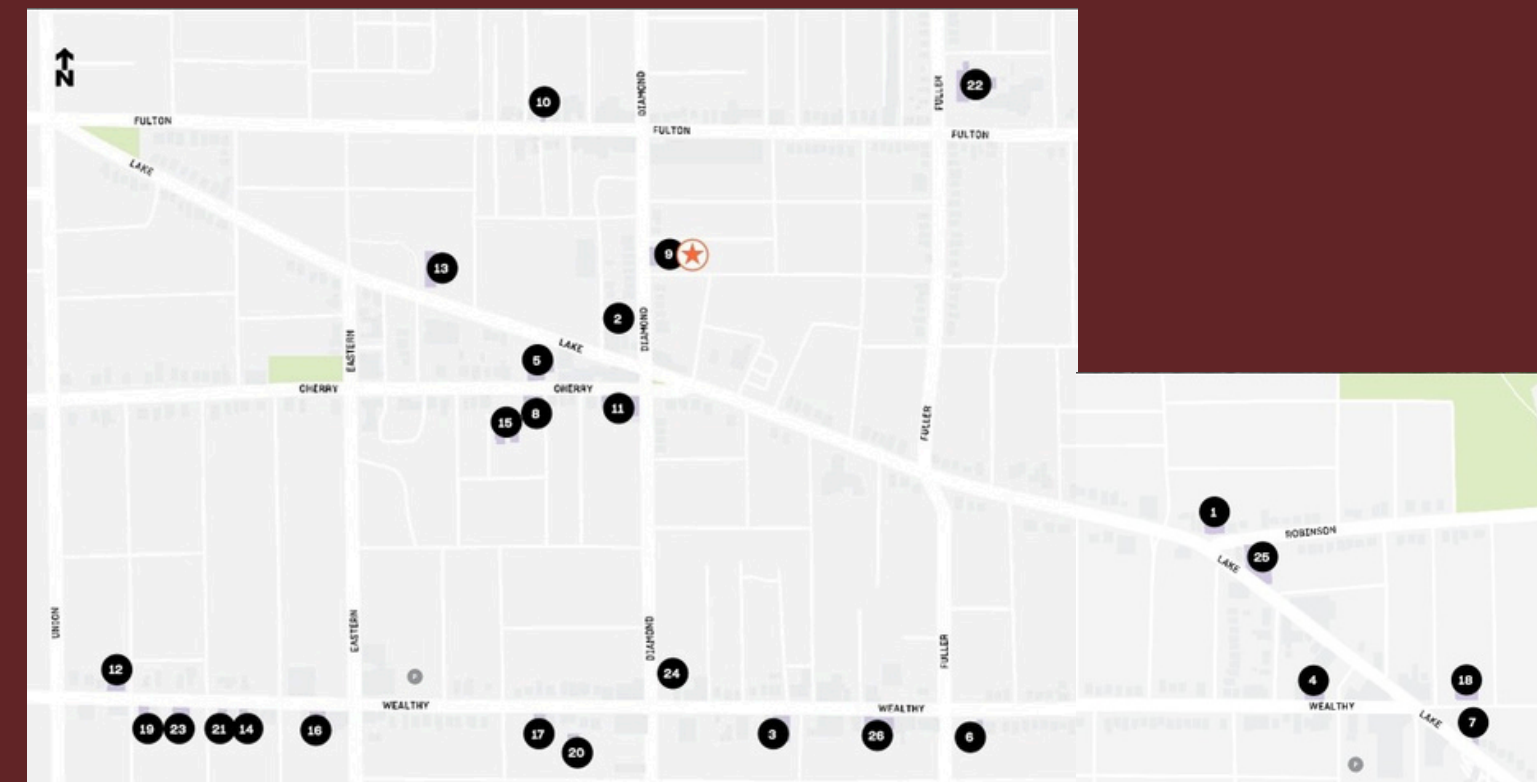 N
DIAMOND
FULLER
22
10
FULTON
FULTON
FULTON
LAKE
9
13
2
DIAMOND
EASTERN
LAKE
5
CHERRY
CHERRY
11
8
15
FULLER
1
ROBINSON
25
LAKE
UNION
EASTERN
DIAMOND
FULLER
12
24
4
18
WEALTHY
WEALTHY
WEALTHY
LAKE
7
19
23
21
14
16
17
20
3
26
6
P
P